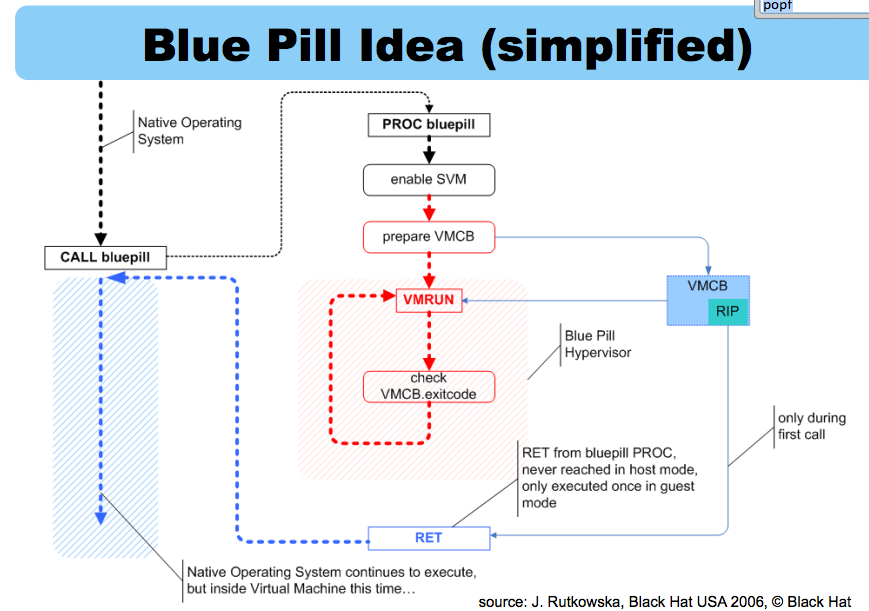 popf
Blue Pill Idea (simplified)
Native Operating
System
PROC bluepill
enable SVM
prepare VMCB
CALL bluepill
VMRUN
VMCB
RIP
Blue Pill
Hypervisor
check
VMCB.exitcode
only during
first call
RET from bluepill PROC,
never reached in host mode,
only executed once in guest
mode
RET
Native Operating System continues to execute,
but inside Virtual Machine this time…
source: J. Rutkowska, Black Hat USA 2006, © Black Hat